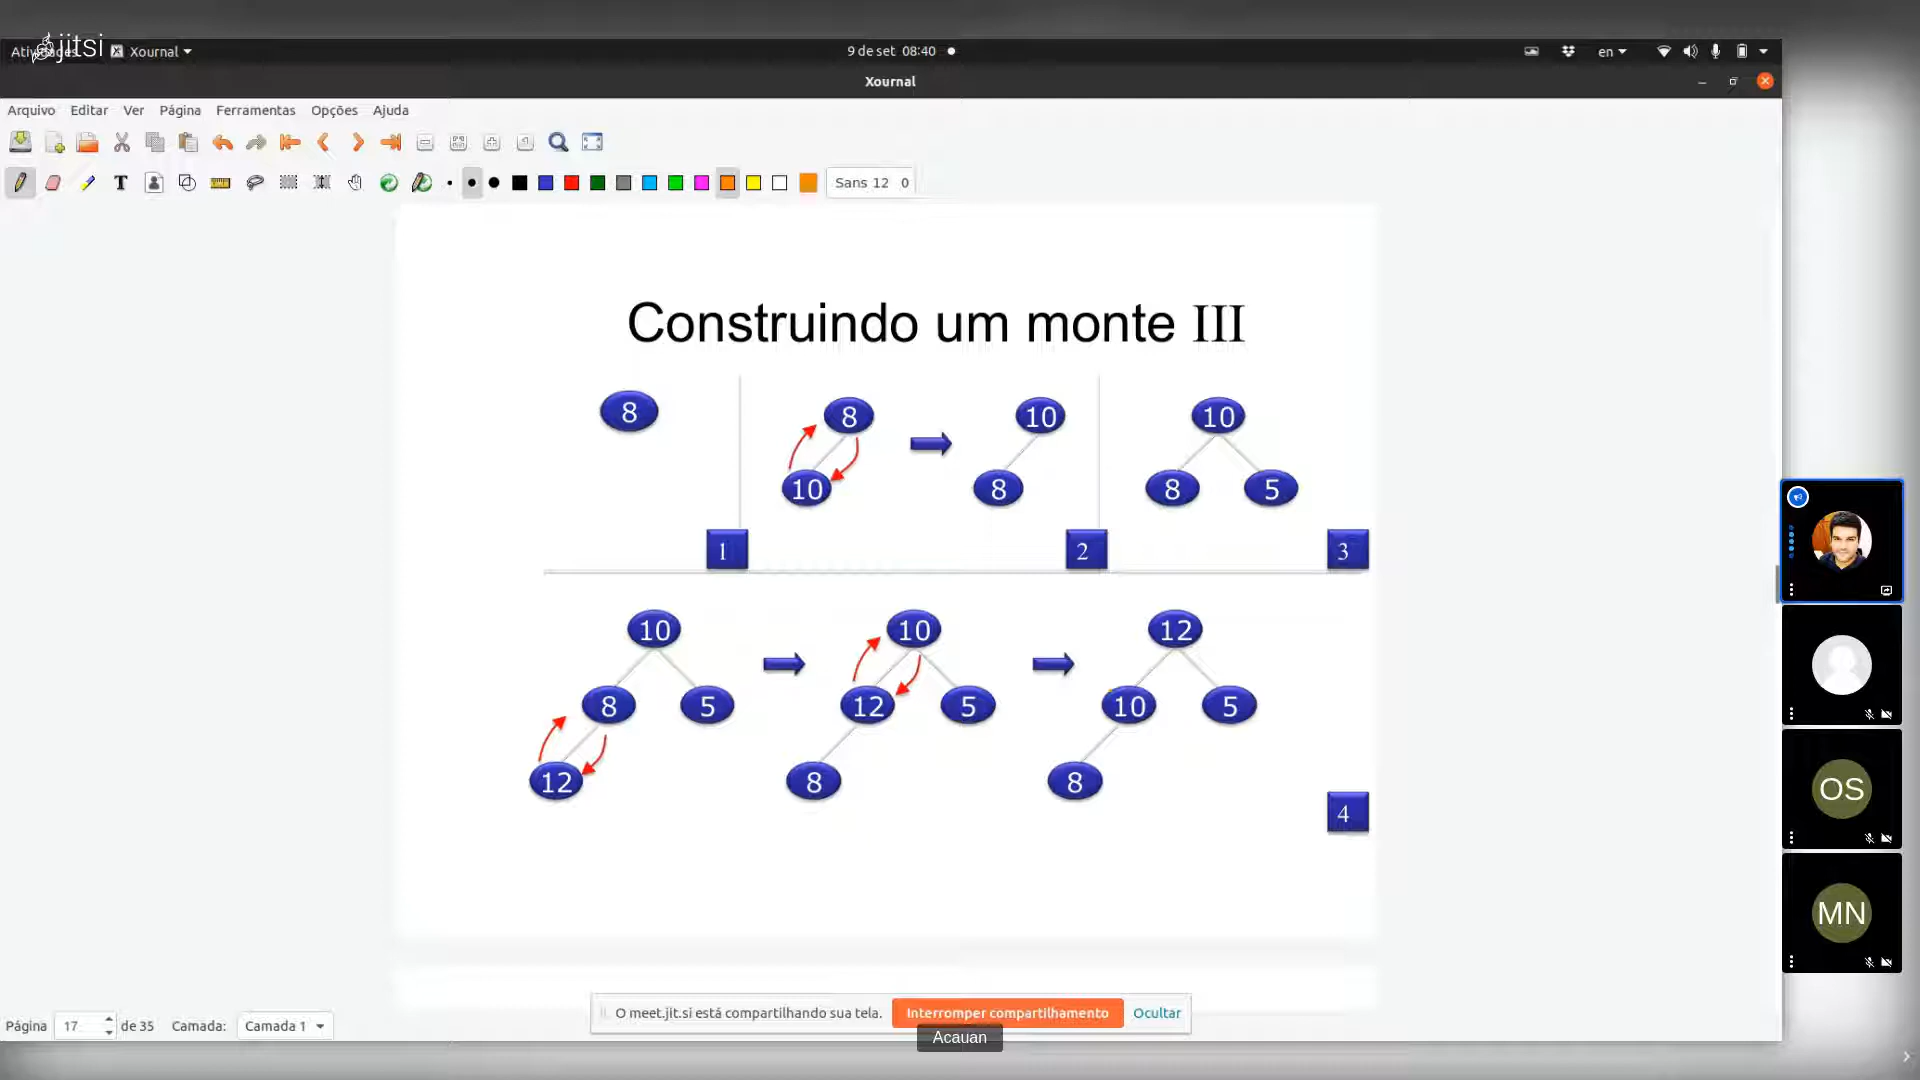 Atividades
jitsi
Xournal
9 de set 08:40
en
Xournal
Arquivo Editar Ver Página Ferramentas Opções Ajuda
T
Sans 12 0
Construindo um monte III
8
8
10
10
8
10
8 5
1
2
3
10
8 5
12
10
12 5
8
12
10 5
8
4
OS
MN
O meet.jit.si está compartilhando sua tela. Interromper compartilhamento Ocultar
Página 17 de 35 Camada: Camada 1
Acauan